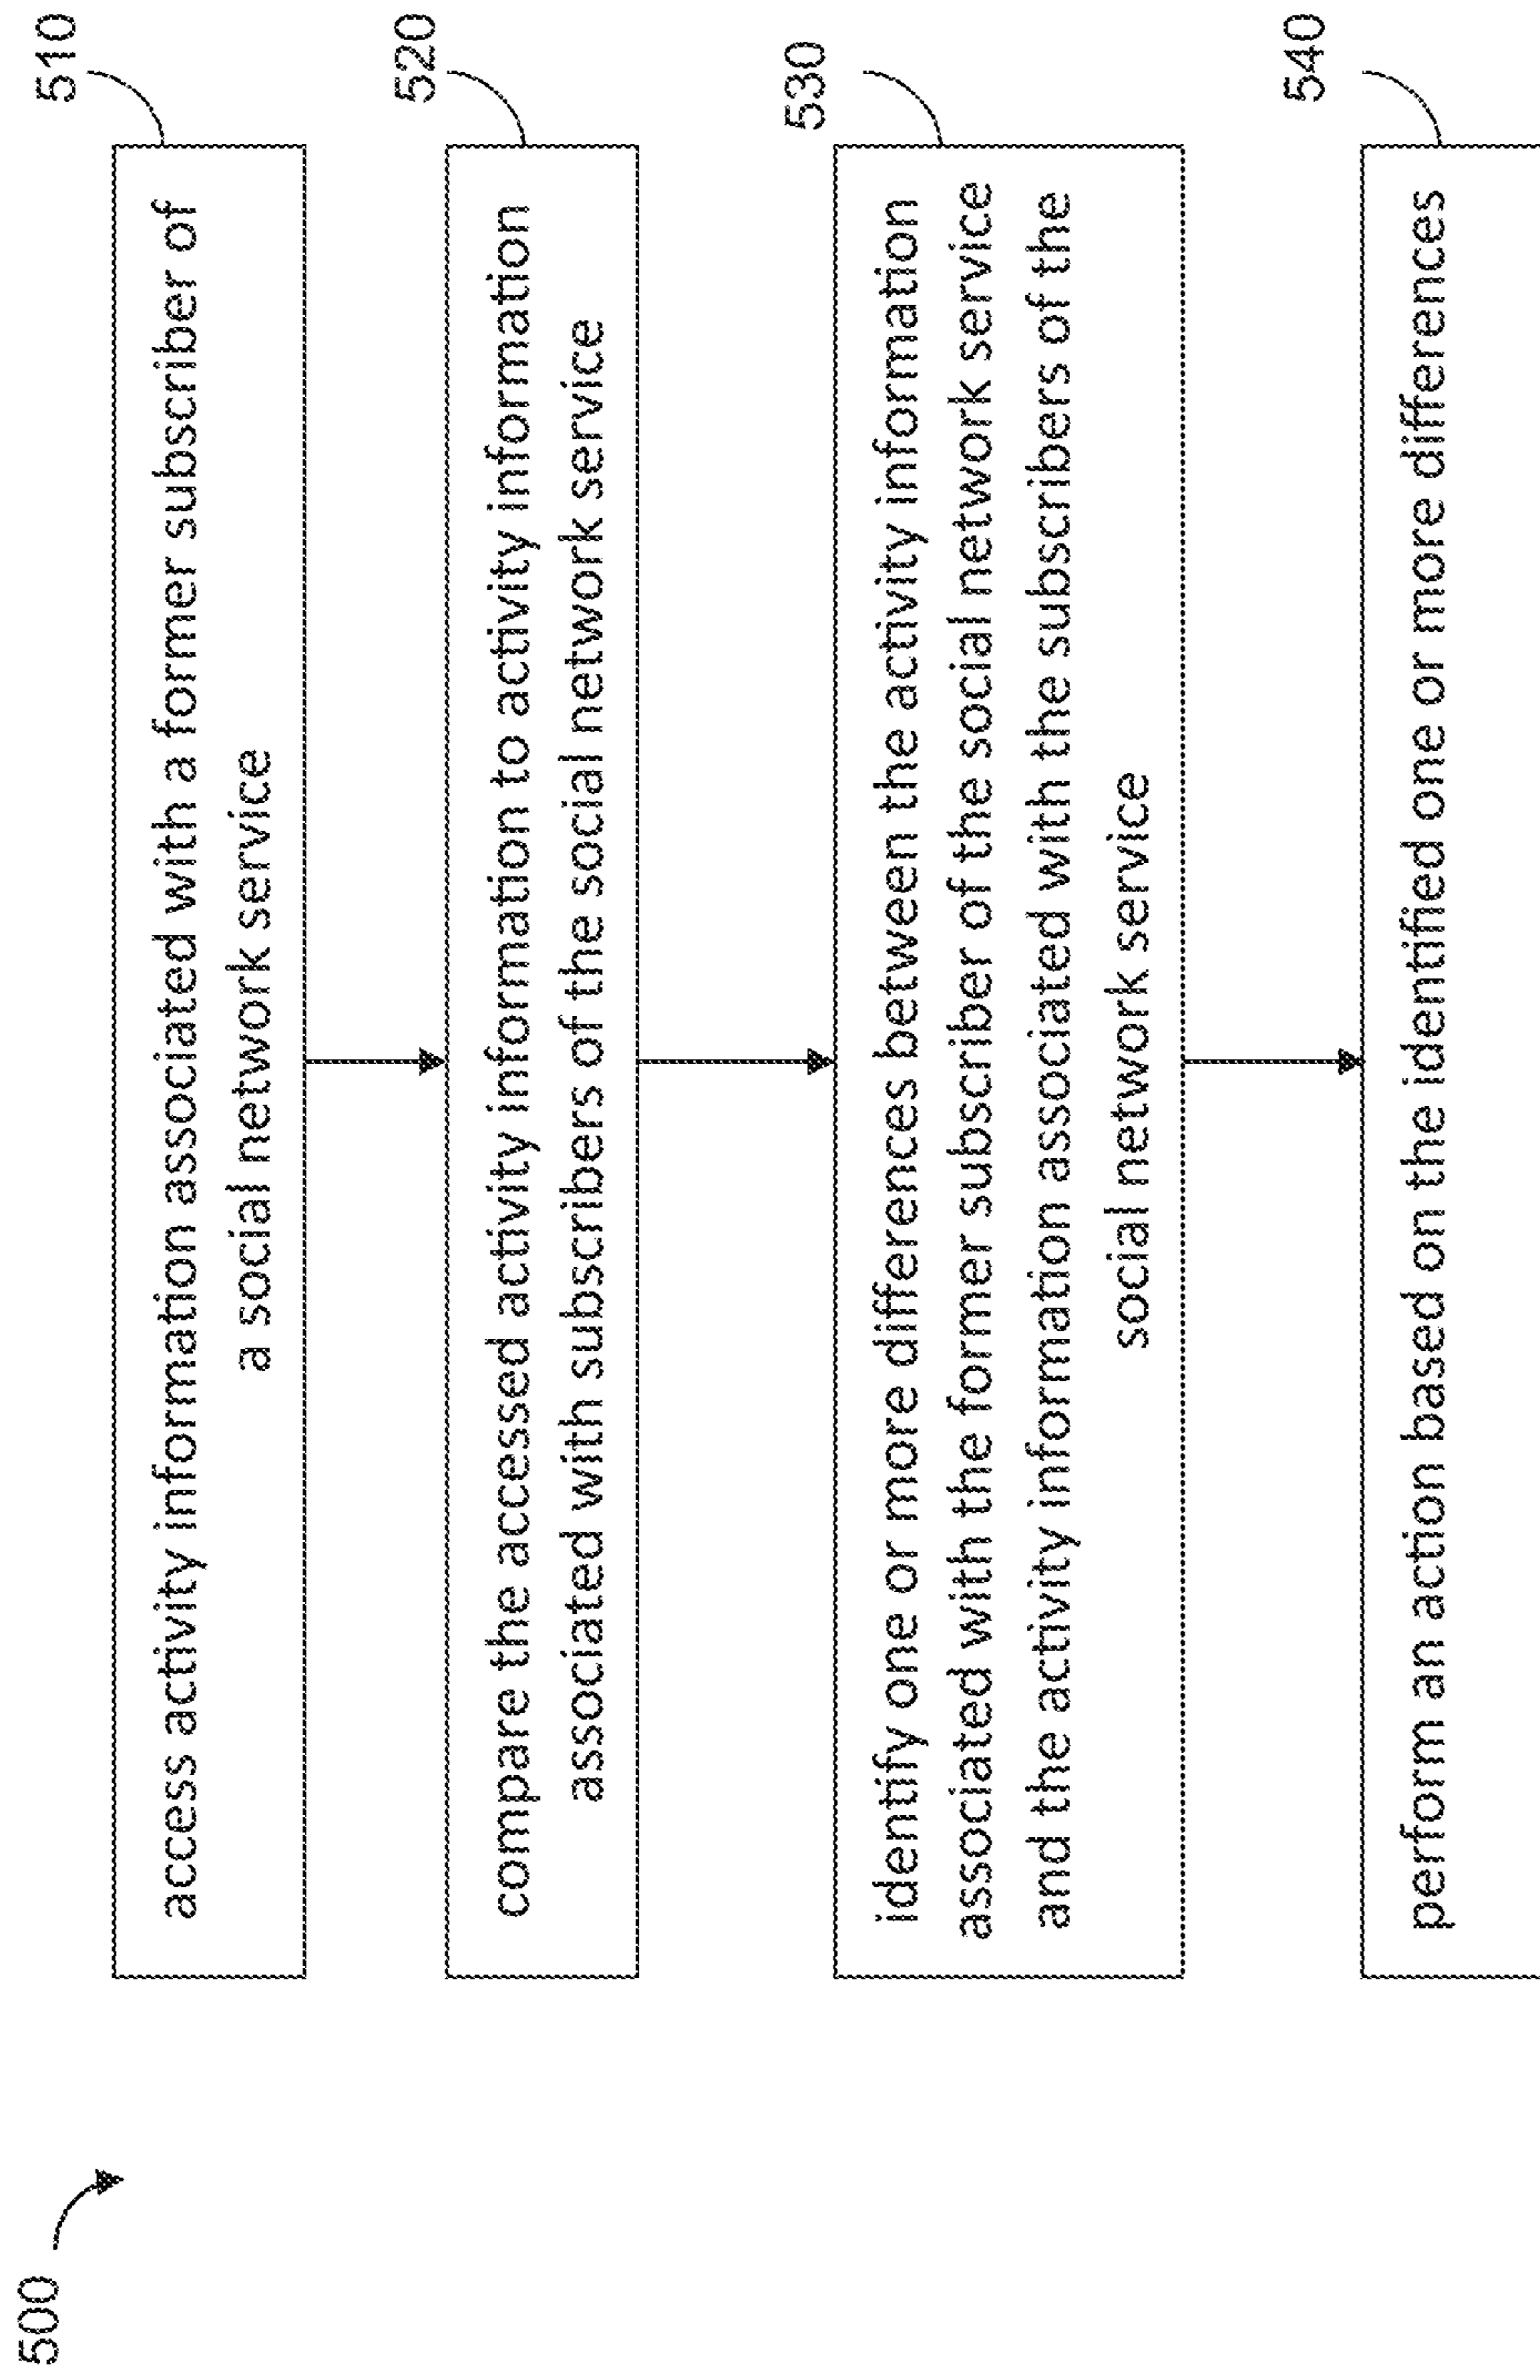 500
510
access activity information associated with a former subscriber of
a social network service
520
compare the accessed activity information to activity information
associated with subscribers of the social network service
530
identify one or more differences between the activity information
associated with the former subscriber of the social network service
and the activity information associated with the subscribers of the
social network service
540
perform an action based on the identified one or more differences